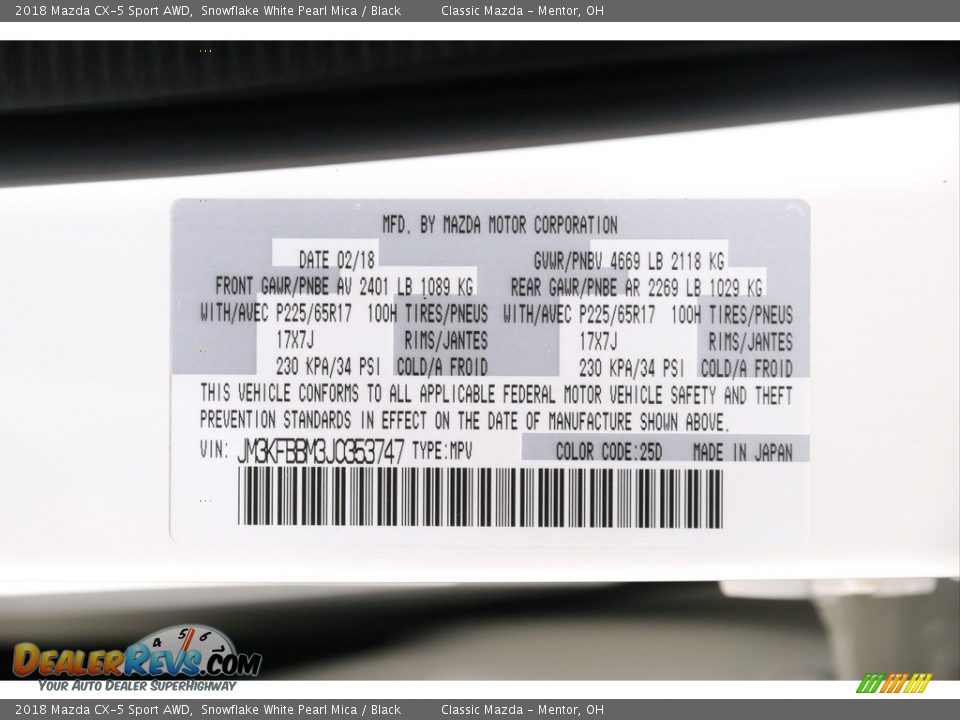 2018 Mazda CX-5 Sport AWD, Snowflake White Pearl Mica / Black Classic Mazda - Mentor, OH
MFD. BY MAZDA MOTOR CORPORATION
DATE 02/18 GVWR/PNBV 4669 LB 2118 KG
FRONT GAWR/PNBE AV 2401 LB 1089 KG REAR GAWR/PNBE AR 2269 LB 1029 KG
WITH/AVEC P225/65R17 100H TIRES/PNEUS WITH/AVEC P225/65R17 100H TIRES/PNEUS
17X7J RIMS/JANTES 17X7J RIMS/JANTES
230 KPA/34 PSI COLD/A FROID 230 KPA/34 PSI COLD/A FROID
THIS VEHICLE CONFORMS TO ALL APPLICABLE FEDERAL MOTOR VEHICLE SAFETY AND THEFT
PREVENTION STANDARDS IN EFFECT ON THE DATE OF MANUFACTURE SHOWN ABOVE.
VIN: JM3KFBBM3J0353747 TYPE:MPV COLOR CODE:25D MADE IN JAPAN
4 5 6
DEALERREVS.COM
YOUR AUTO DEALER SUPERHIGHWAY
2018 Mazda CX-5 Sport AWD, Snowflake White Pearl Mica / Black Classic Mazda - Mentor, OH